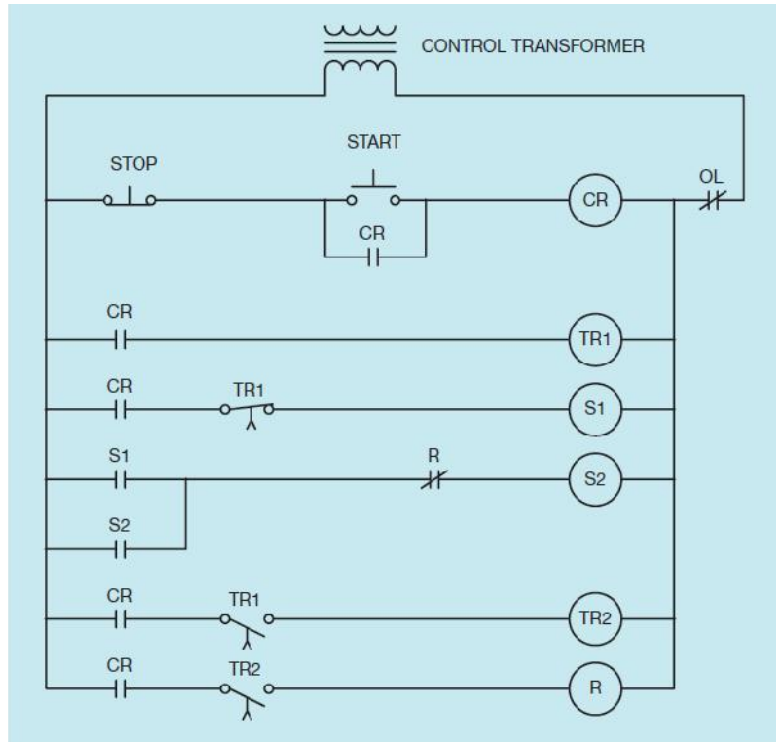 CONTROL TRANSFORMER
START
STOP
OL
CR
CR
CR
TR1
CR
TR1
S1
S1
R
S2
S2
CR
TR1
TR2
CR
TR2
R